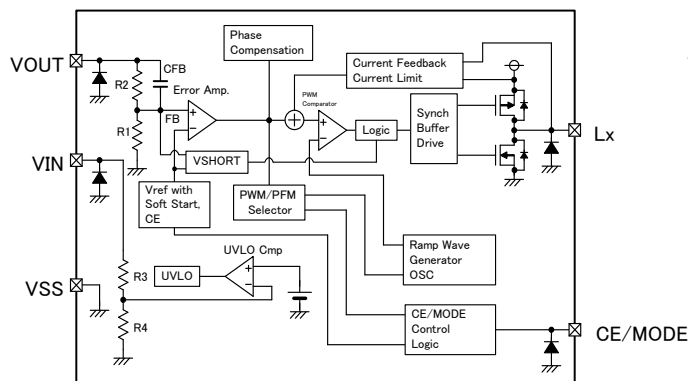 Phase
Compensation
VOUT
CFB
R2
Error Amp.
Current Feedback
Current Limit
PWM
Comparator
FB
R1
Logic
Synch
Buffer
Drive
Lx
VIN
VSHORT
Vref with
Soft Start,
CE
PWM/PFM
Selector
UVLO Cmp
Ramp Wave
Generator
OSC
R3
UVLO
VSS
R4
CE/MODE
Control
Logic
CE/MODE